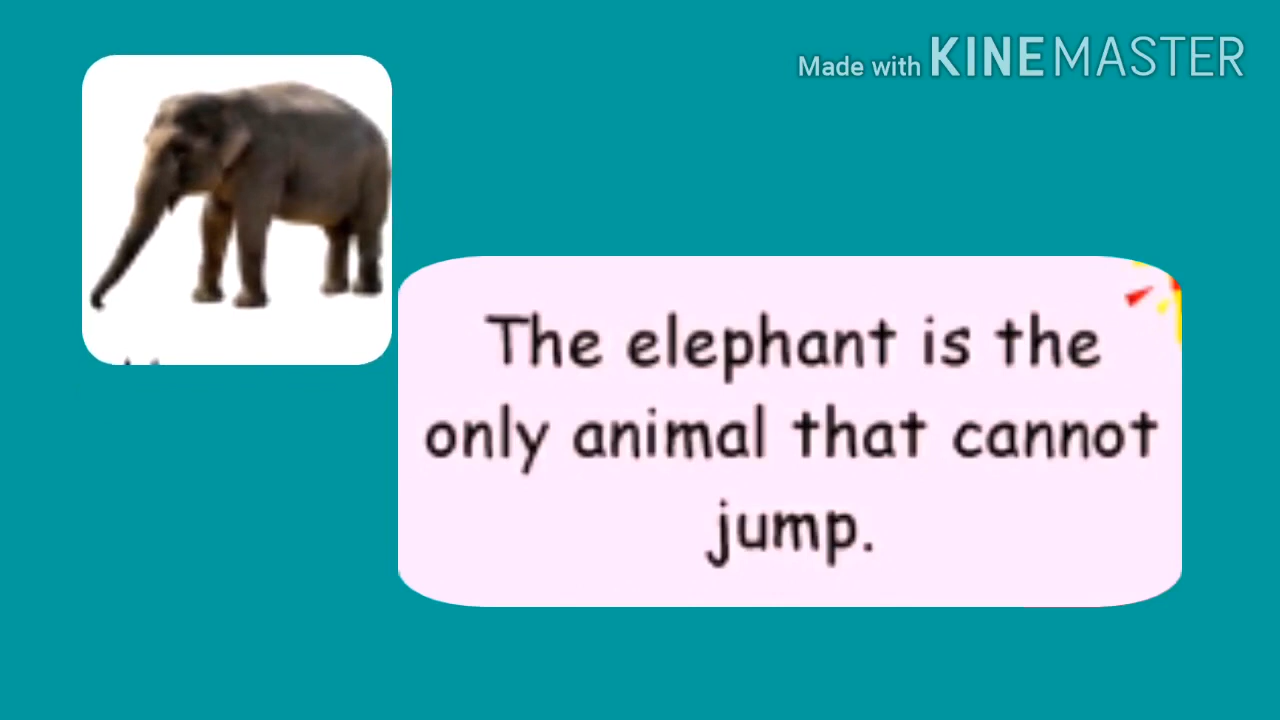 Made with KINEMASTER
The elephant is the
only animal that cannot
jump.